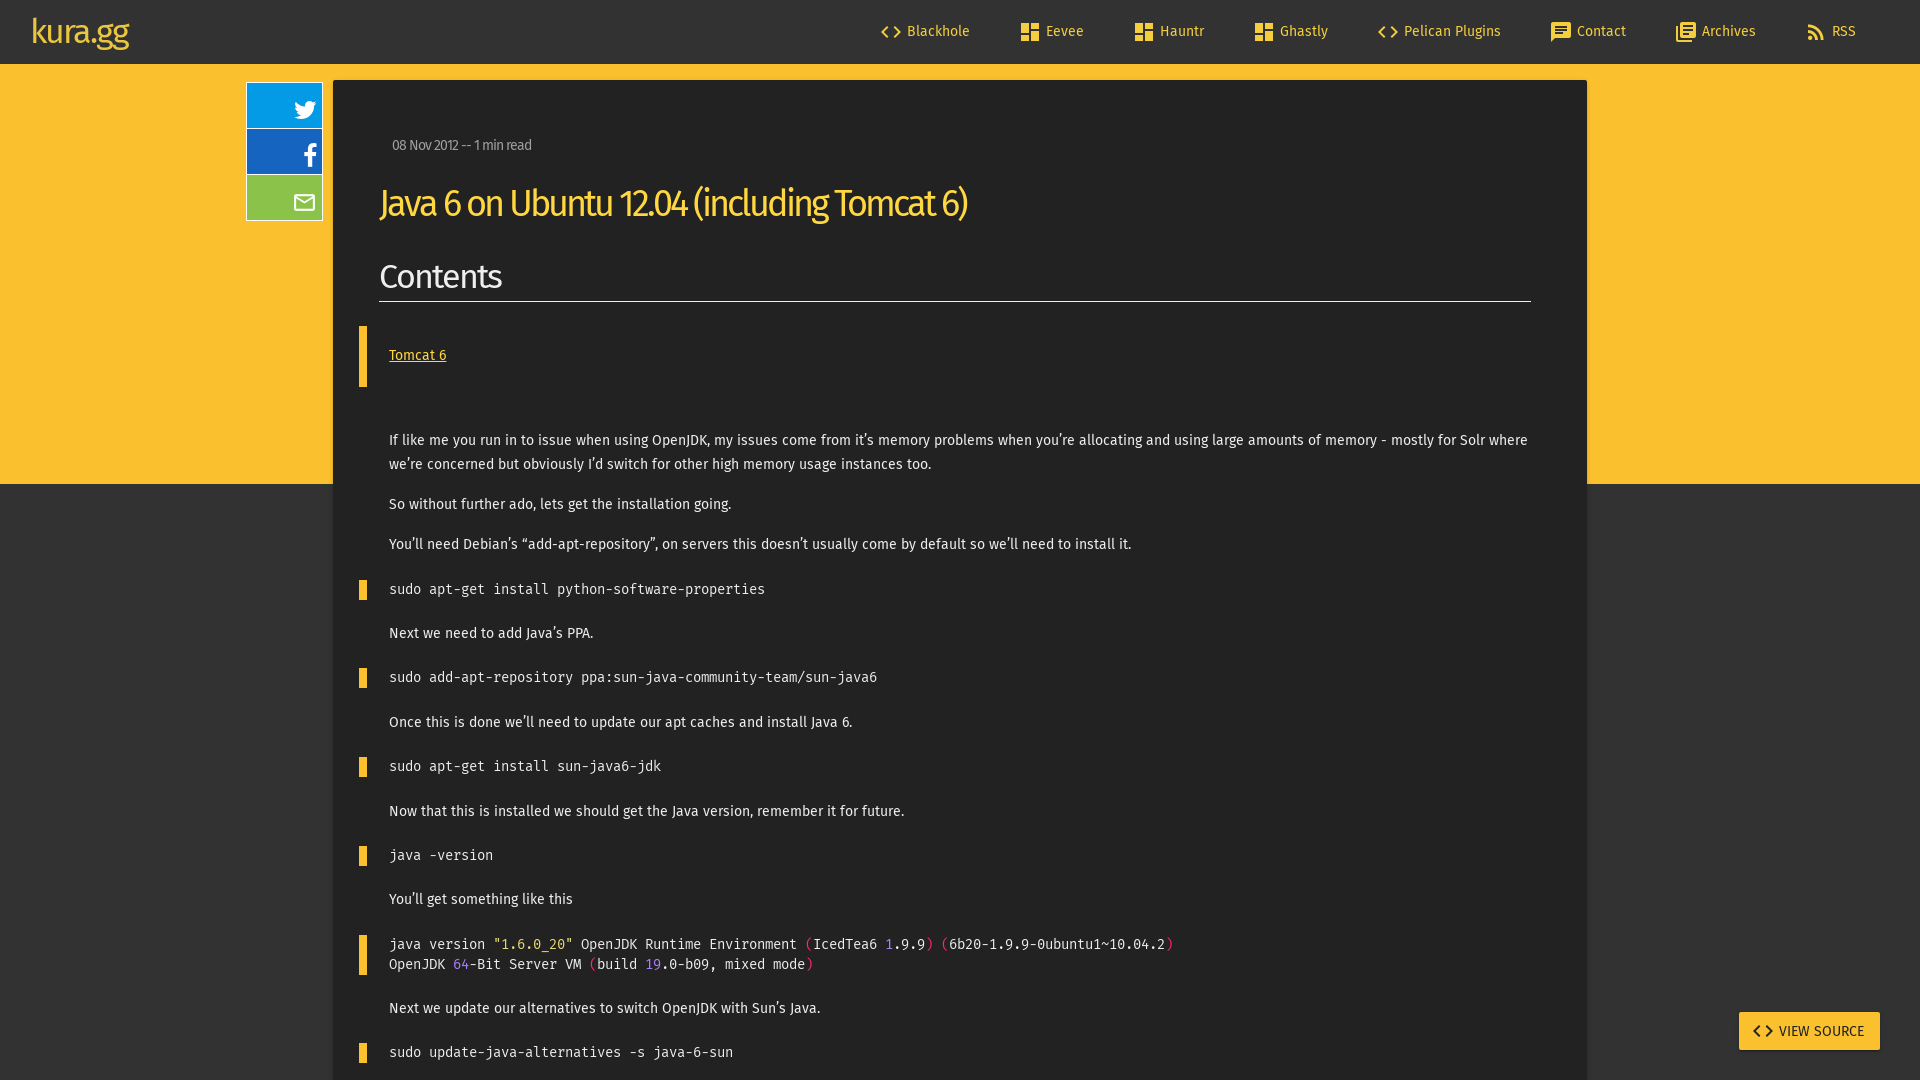 kura.gg
Blackhole
Eevee
Hauntr
Ghastly
Pelican Plugins
Contact
Archives
RSS
08 Nov 2012 -- 1 min read
Java 6 on Ubuntu 12.04 (including Tomcat 6)
Contents
Tomcat 6
If like me you run in to issue when using OpenJDK, my issues come from it’s memory problems when you’re allocating and using large amounts of memory - mostly for Solr where
we’re concerned but obviously I’d switch for other high memory usage instances too.
So without further ado, lets get the installation going.
You’ll need Debian’s “add-apt-repository”, on servers this doesn’t usually come by default so we’ll need to install it.
sudo apt-get install python-software-properties
Next we need to add Java’s PPA.
sudo add-apt-repository ppa:sun-java-community-team/sun-java6
Once this is done we’ll need to update our apt caches and install Java 6.
sudo apt-get install sun-java6-jdk
Now that this is installed we should get the Java version, remember it for future.
java -version
You’ll get something like this
java version "1.6.0_20" OpenJDK Runtime Environment (IcedTea6 1.9.9) (6b20-1.9.9-0ubuntu1~10.04.2)
OpenJDK 64-Bit Server VM (build 19.0-b09, mixed mode)
Next we update our alternatives to switch OpenJDK with Sun’s Java.
sudo update-java-alternatives -s java-6-sun
VIEW SOURCE